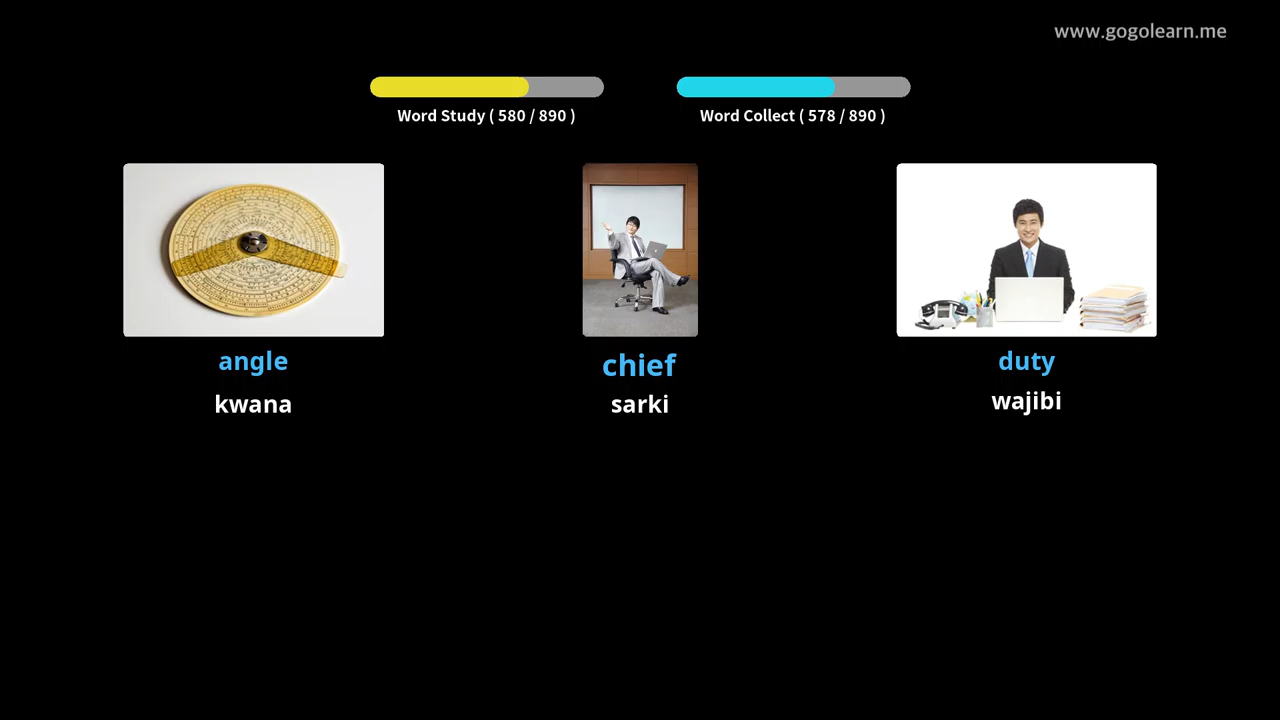 www.gogolearn.me
Word Study ( 580 / 890 )
Word Collect ( 578 / 890 )
angle
kwana
chief
sarki
duty
wajibi